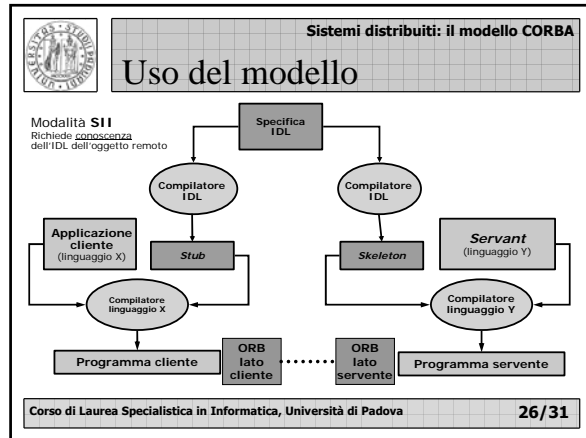 Sistemi distribuiti: il modello CORBA
Uso del modello
Modalità SII
Richiede conoscenza
dell'IDL dell'oggetto remoto
Specifica
IDL
Compilatore
IDL
Compilatore
IDL
Applicazione
cliente
(linguaggio X)
Stub
Skeleton
Servant
(linguaggio Y)
Compilatore
linguaggio X
Compilatore
linguaggio Y
Programma cliente
ORB
lato
cliente
ORB
lato
servente
Programma servente
Corso di Laurea Specialistica in Informatica, Università di Padova
26/31